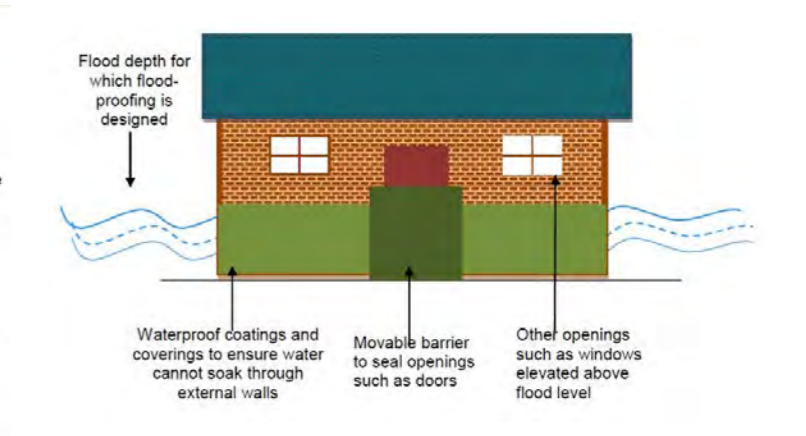 Flood depth for
which flood-
proofing is
designed
Waterproof coatings and
coverings to ensure water
cannot soak through
external walls
Movable barrier
to seal openings
such as doors
Other openings
such as windows
elevated above
flood level